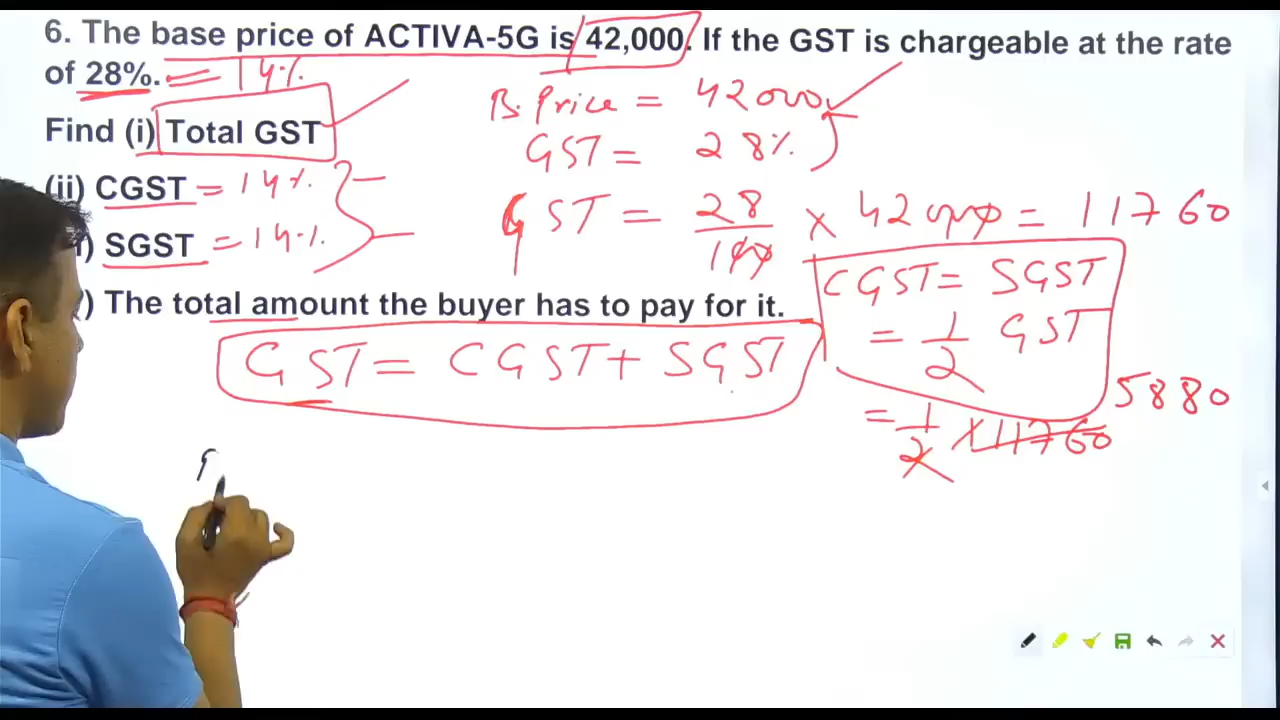 6. The base price of ACTIVA-5G is 42,000. If the GST is chargeable at the rate
of 28%. = 14%
B. Price = 42000
Find (i) Total GST
GST = 28%
(ii) CGST = 14%
GST = 28/100 × 42000 = 11760
) SGST = 14%
CGST = SGST
) The total amount the buyer has to pay for it.
= 1/2 GST
GST = CGST + SGST
5880
= 1/2 × 11760